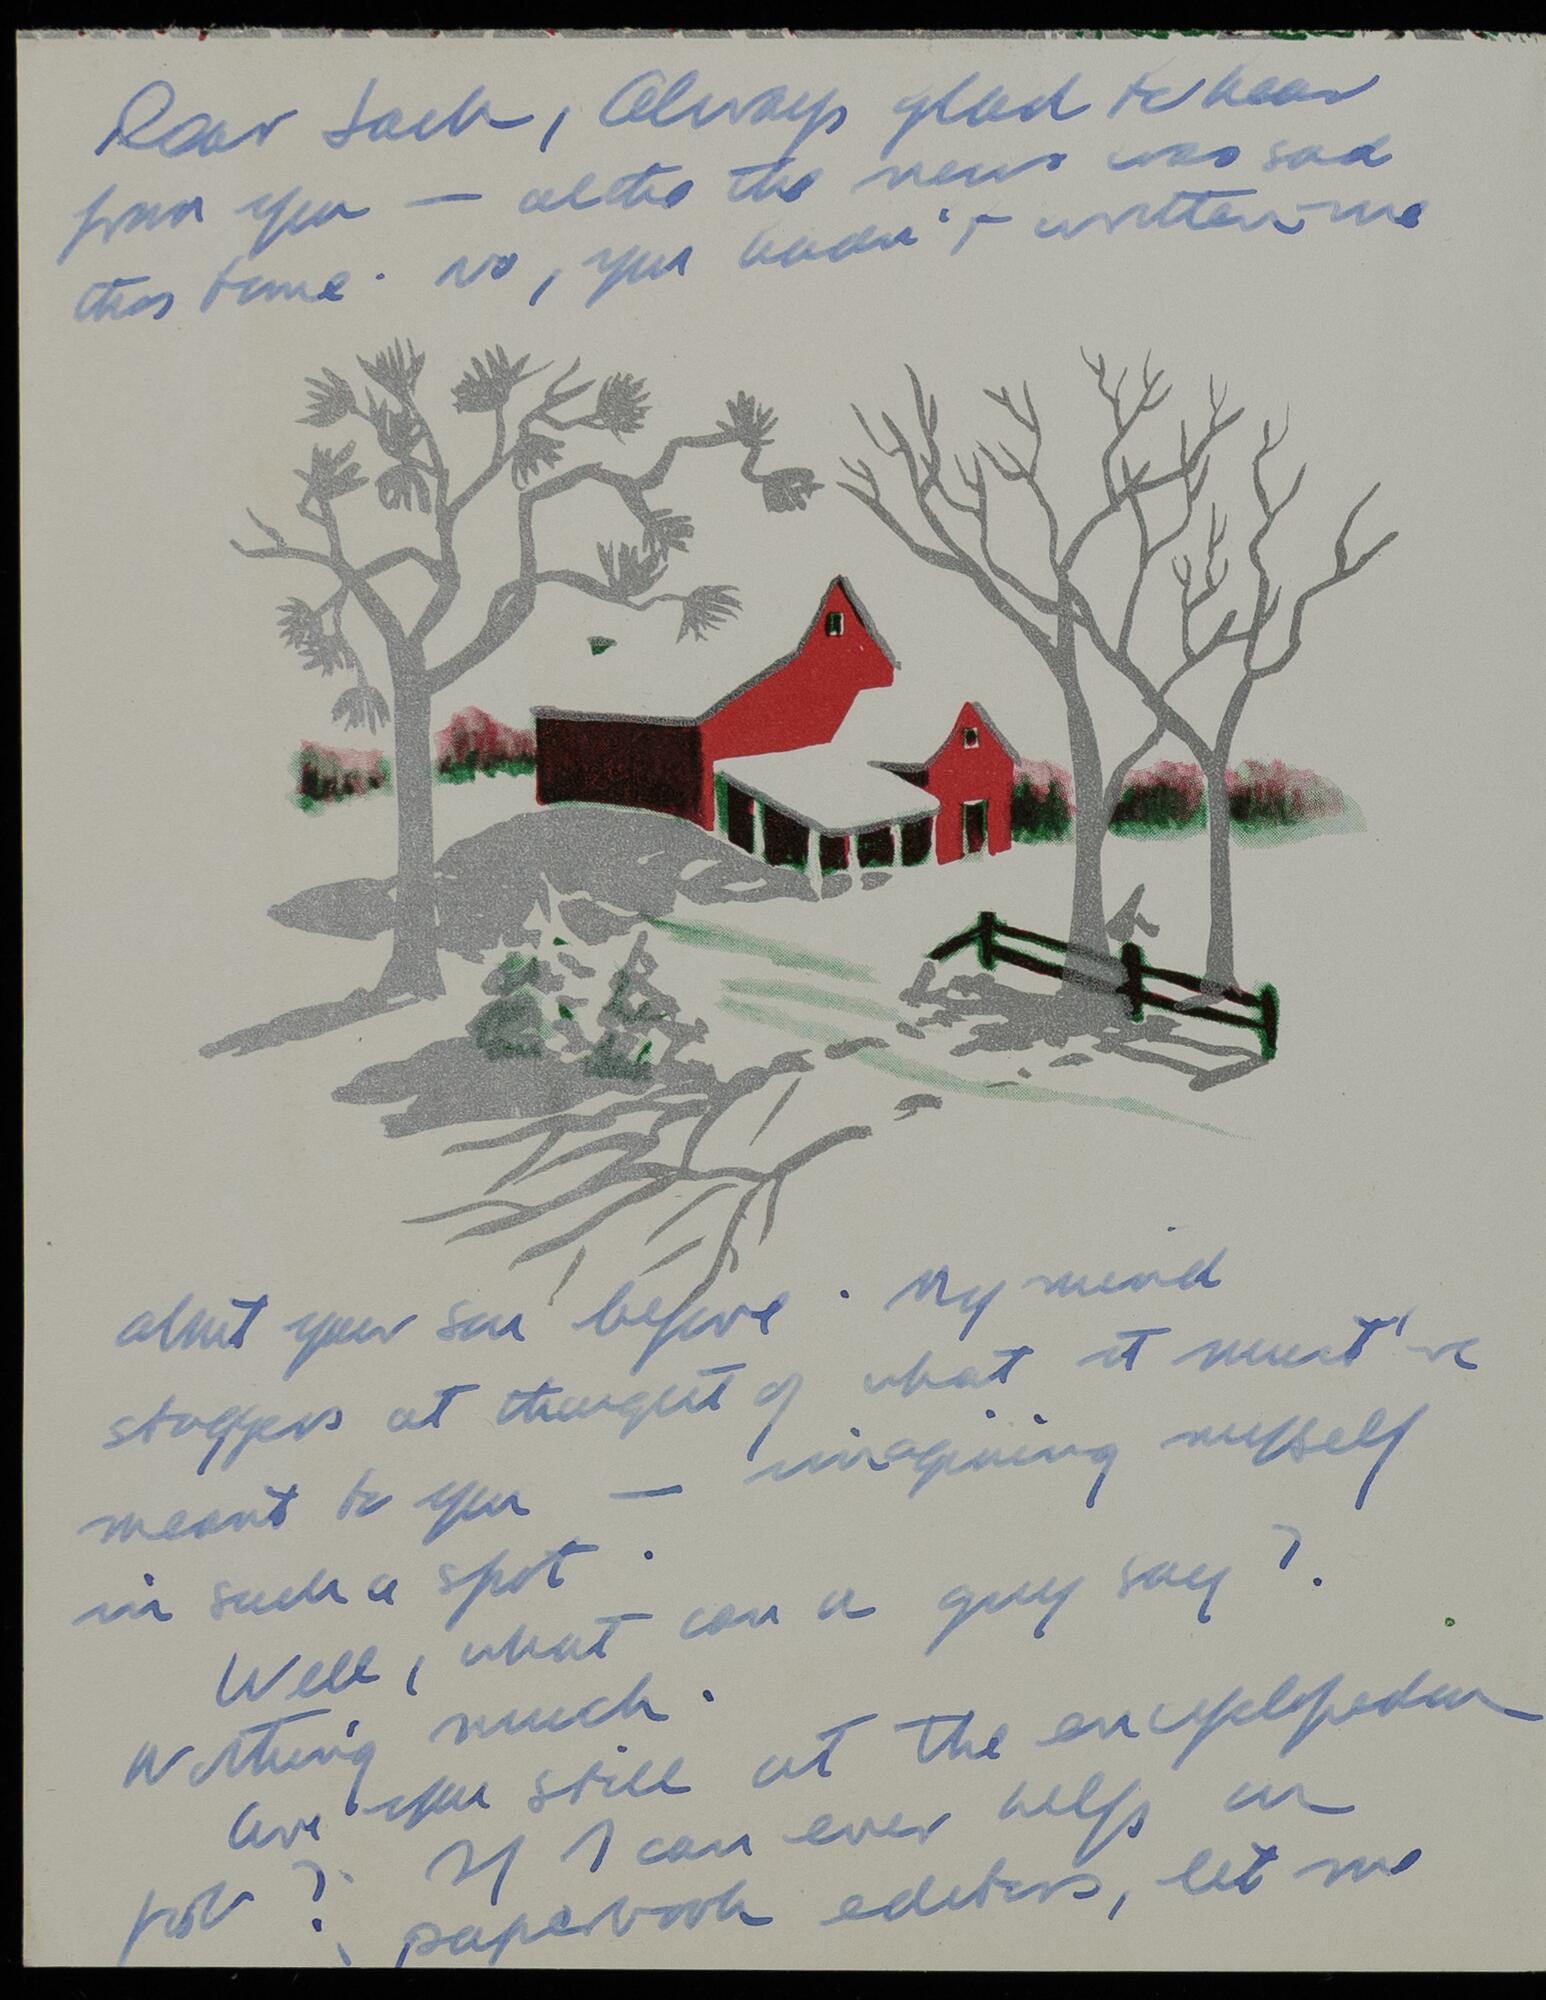 Dear Jack, Always glad to hear
from you — altho the news was sad
this time. No, you hadn't written me
about your son before. My mind
staggers at thought of what it must've
meant to you — imagining myself
in such a spot.
Well, what can a guy say?
Nothing much.
Are you still at the encyclopedia
job? If I can ever help on
paperback editors, let me